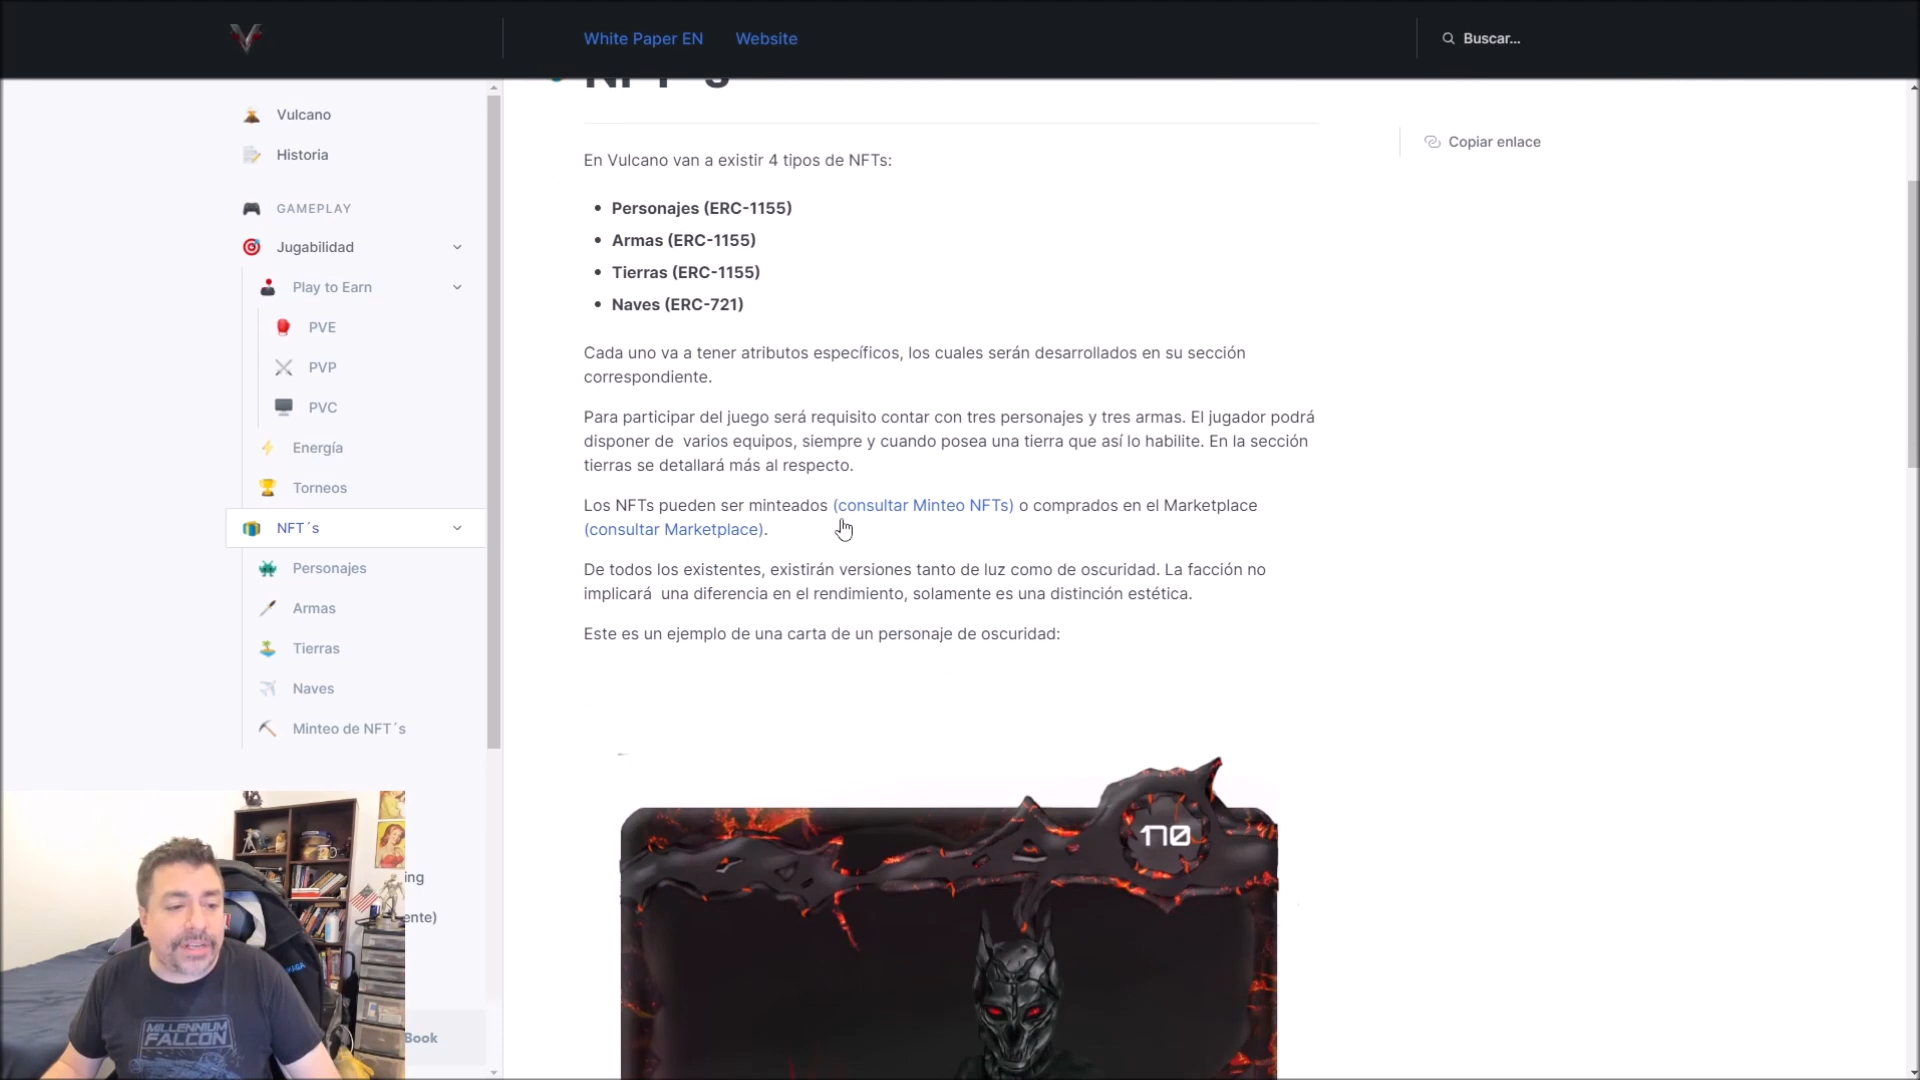 White Paper EN
Website
Buscar...
Vulcano
Historia
GAMEPLAY
Jugabilidad
Play to Earn
PVE
PVP
PVC
Energía
Torneos
NFT´s
Personajes
Armas
Tierras
Naves
Minteo de NFT´s
ing
ente)
Book
NFT´s
En Vulcano van a existir 4 tipos de NFTs:
• Personajes (ERC-1155)
• Armas (ERC-1155)
• Tierras (ERC-1155)
• Naves (ERC-721)
Cada uno va a tener atributos específicos, los cuales serán desarrollados en su sección
correspondiente.
Para participar del juego será requisito contar con tres personajes y tres armas. El jugador podrá
disponer de varios equipos, siempre y cuando posea una tierra que así lo habilite. En la sección
tierras se detallará más al respecto.
Los NFTs pueden ser minteados (consultar Minteo NFTs) o comprados en el Marketplace
(consultar Marketplace).
De todos los existentes, existirán versiones tanto de luz como de oscuridad. La facción no
implicará una diferencia en el rendimiento, solamente es una distinción estética.
Este es un ejemplo de una carta de un personaje de oscuridad:
170
Copiar enlace
MILLENNIUM
FALCON